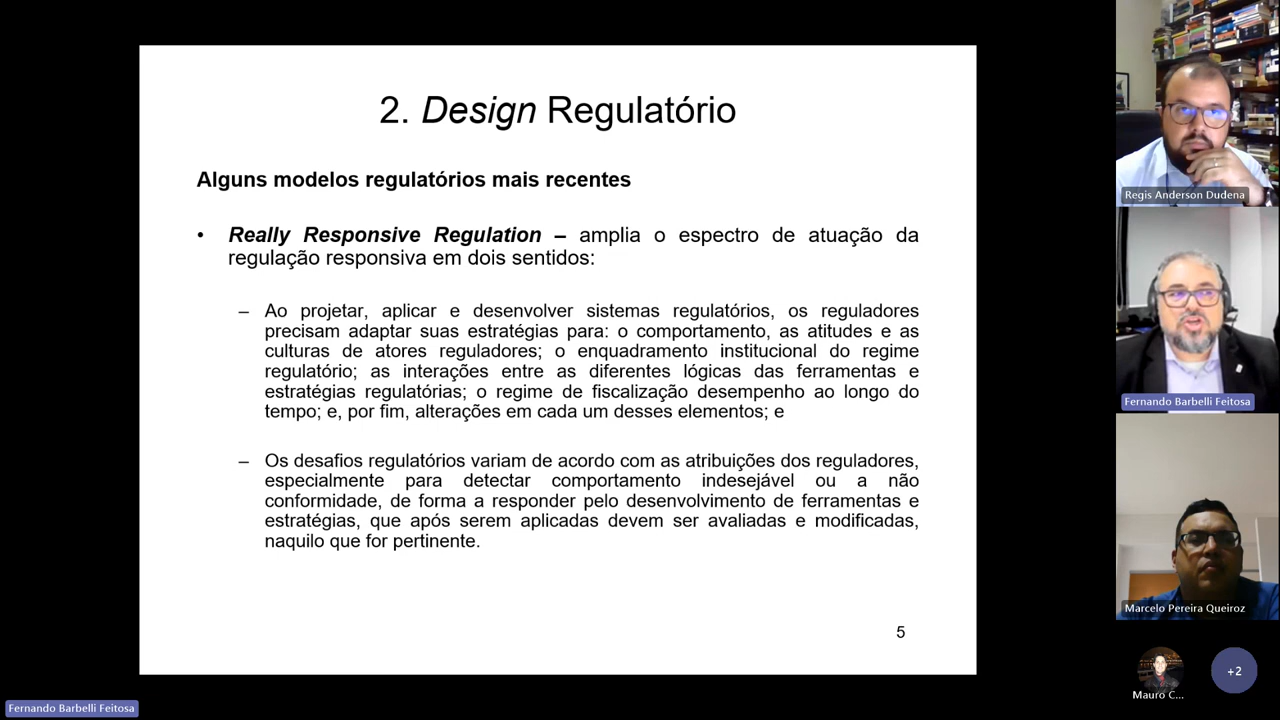 2. Design Regulatório
Alguns modelos regulatórios mais recentes
• Really Responsive Regulation – amplia o espectro de atuação da
regulação responsiva em dois sentidos:
– Ao projetar, aplicar e desenvolver sistemas regulatórios, os reguladores
precisam adaptar suas estratégias para: o comportamento, as atitudes e as
culturas de atores reguladores; o enquadramento institucional do regime
regulatório; as interações entre as diferentes lógicas das ferramentas e
estratégias regulatórias; o regime de fiscalização desempenho ao longo do
tempo; e, por fim, alterações em cada um desses elementos; e
– Os desafios regulatórios variam de acordo com as atribuições dos reguladores,
especialmente para detectar comportamento indesejável ou a não
conformidade, de forma a responder pelo desenvolvimento de ferramentas e
estratégias, que após serem aplicadas devem ser avaliadas e modificadas,
naquilo que for pertinente.
5
Regis Anderson Dudena
Fernando Barbelli Feitosa
Marcelo Pereira Queiroz
Mauro C...
+2
Fernando Barbelli Feitosa